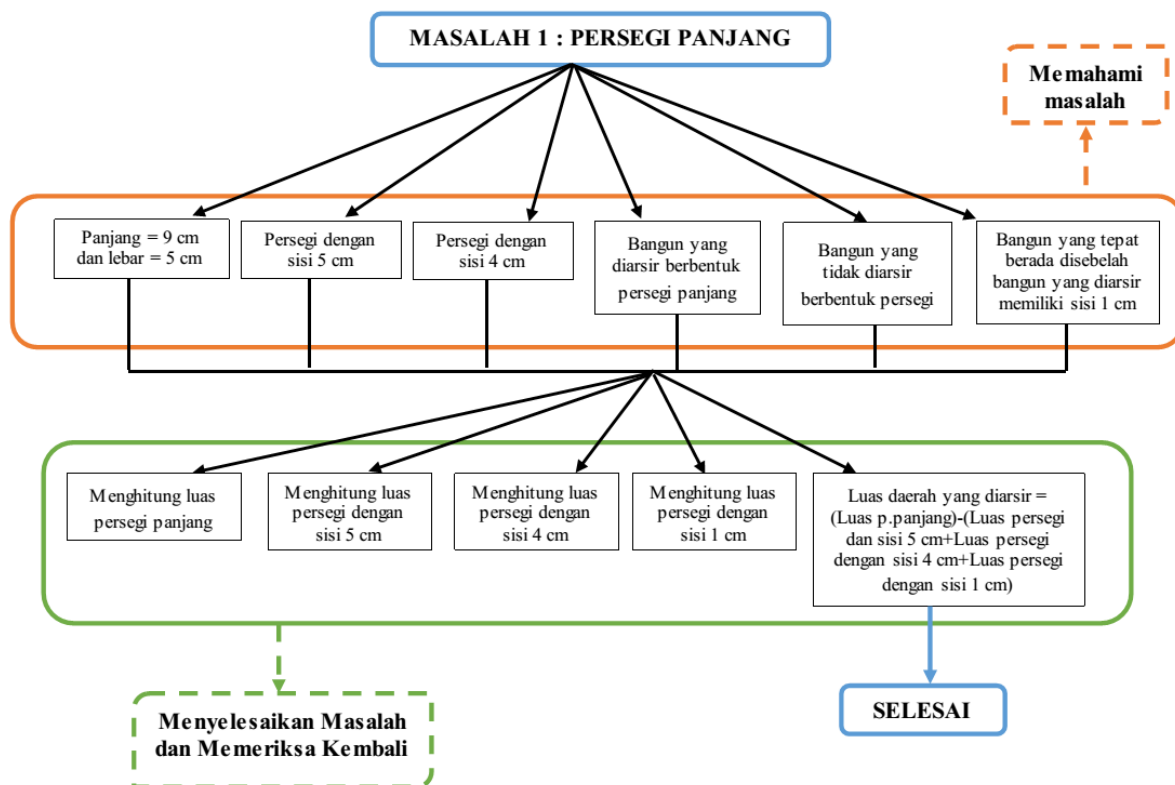 MASALAH 1 : PERSEGI PANJANG
Memahami
masalah
Panjang = 9 cm
dan lebar = 5 cm
Persegi dengan
sisi 5 cm
Persegi dengan
sisi 4 cm
Bangun yang
diarsir berbentuk
persegi panjang
Bangun yang
tidak diarsir
berbentuk persegi
Bangun yang tepat
berada disebelah
bangun yang diarsir
memiliki sisi 1 cm
Menghitung luas
persegi panjang
Menghitung luas
persegi dengan
sisi 5 cm
Menghitung luas
persegi dengan
sisi 4 cm
Menghitung luas
persegi dengan
sisi 1 cm
Luas daerah yang diarsir =
(Luas p.panjang)-(Luas persegi
dan sisi 5 cm+Luas persegi
dengan sisi 4 cm+Luas persegi
dengan sisi 1 cm)
Menyelesaikan Masalah
dan Memeriksa Kembali
SELESAI